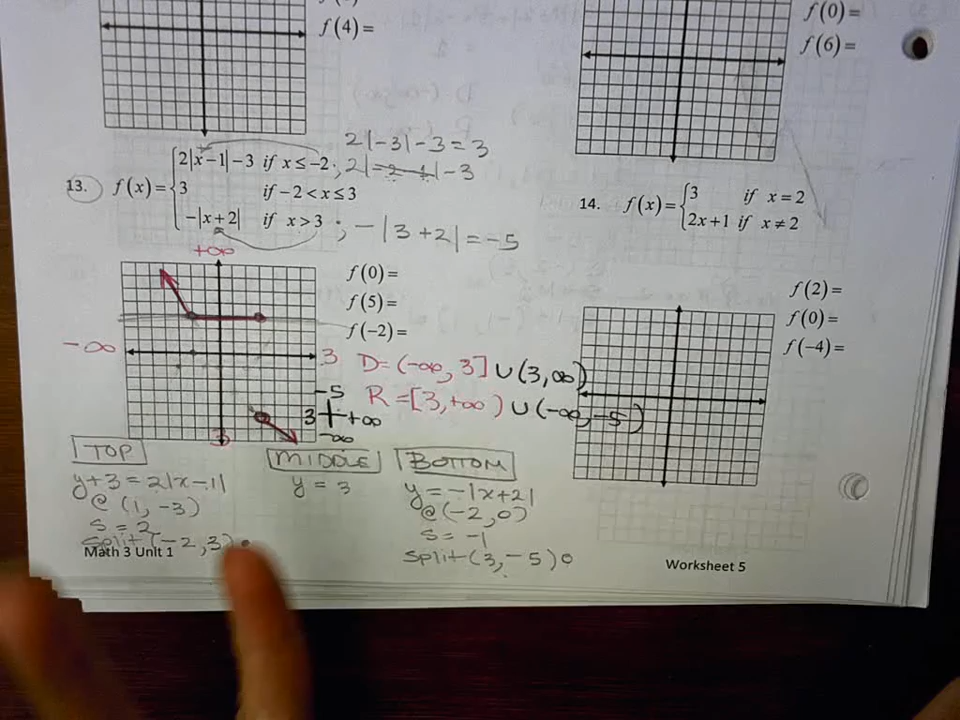 f(4)=
f(0)=
f(6)=
13. f(x)={2|x−1|−3 if x≤−2; 2|−2−1|−3
2|−3|−3=3
3 if −2<x≤3
−|x+2| if x>3 ; −|3+2|=−5
14. f(x)={3 if x=2
2x+1 if x≠2
+∞
−∞
3
3
f(0)=
f(5)=
f(−2)=
D=(−∞, 3] ∪ (3, ∞)
R=[3, +∞) ∪ (−∞, −5)
−5
3
+∞
−∞
f(2)=
f(0)=
f(−4)=
TOP
y+3=2|x−1|
@ (1, −3)
s=2
split (−2, 3) •
MIDDLE
y=3
BOTTOM
y=−|x+2|
@(−2, 0)
s=−1
split (3, −5) o
Math 3 Unit 1
Worksheet 5